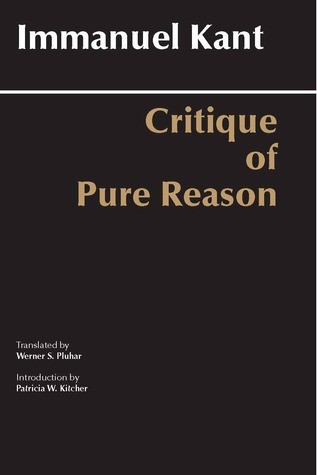 Immanuel Kant
Critique
of
Pure Reason
Translated by
Werner S. Pluhar
Introduction by
Patricia W. Kitcher